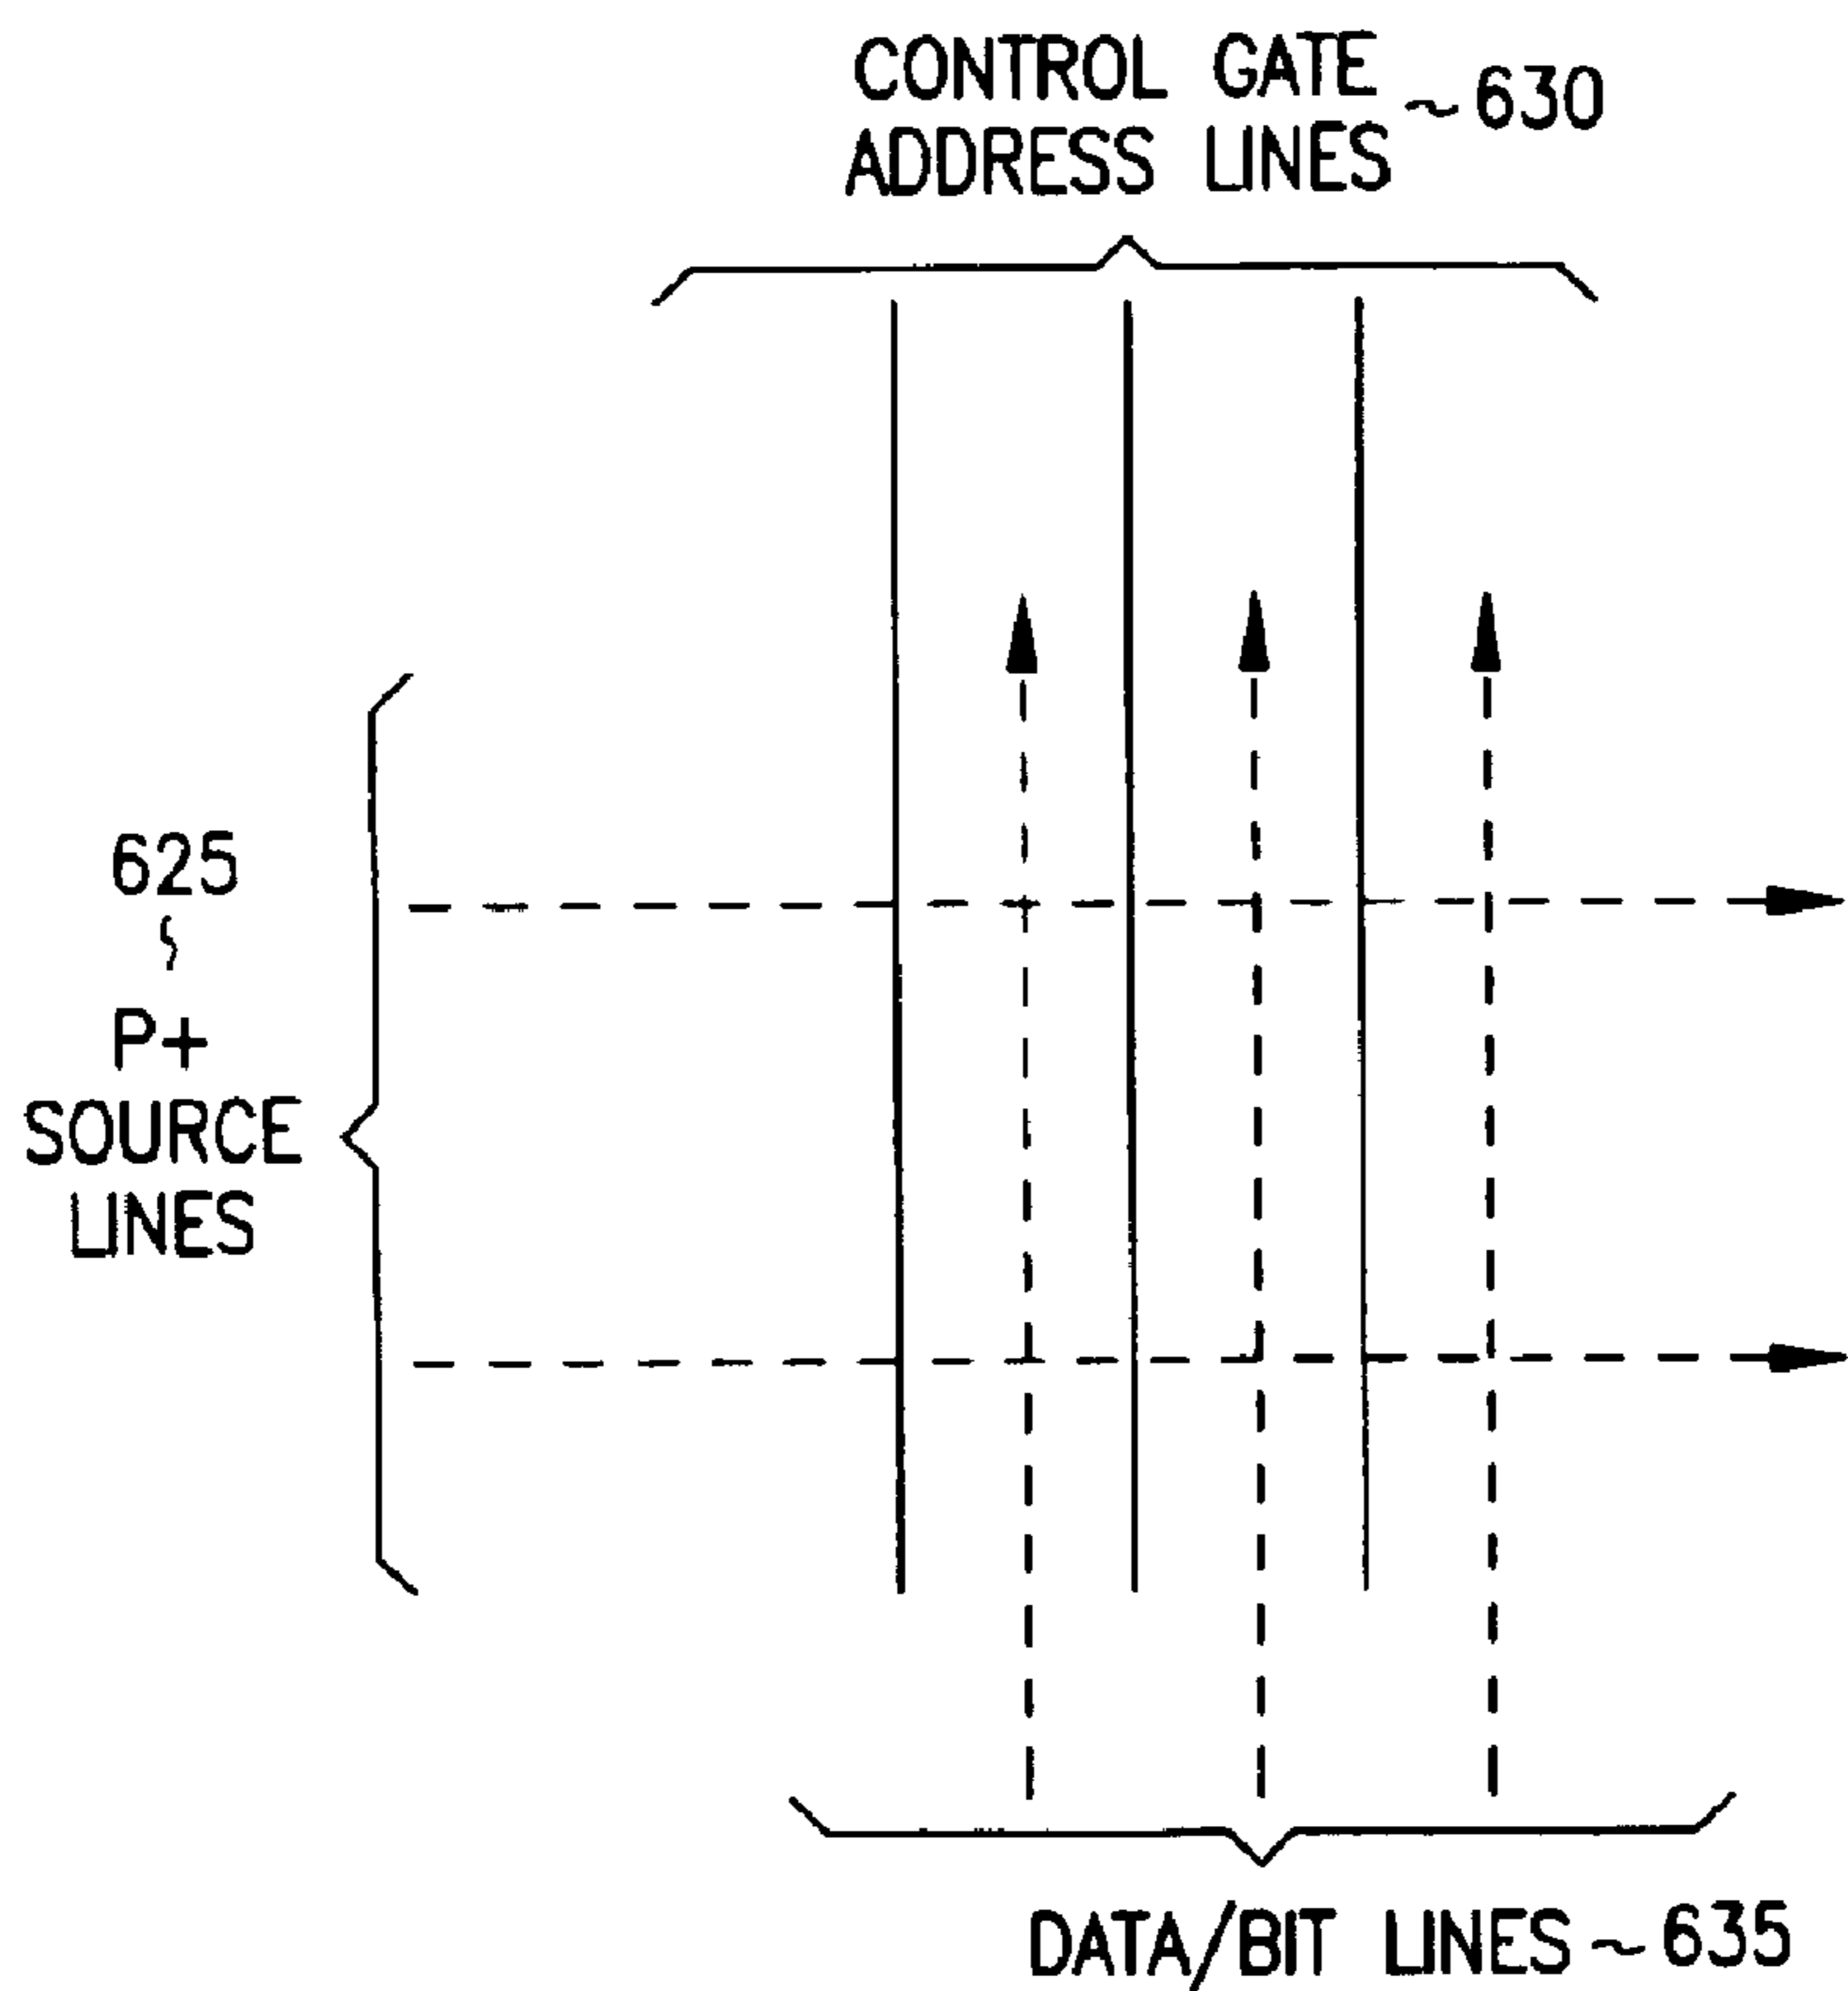 CONTROL GATE
ADDRESS LINES ~630
625
P+
SOURCE
LINES
DATA/BIT LINES ~635